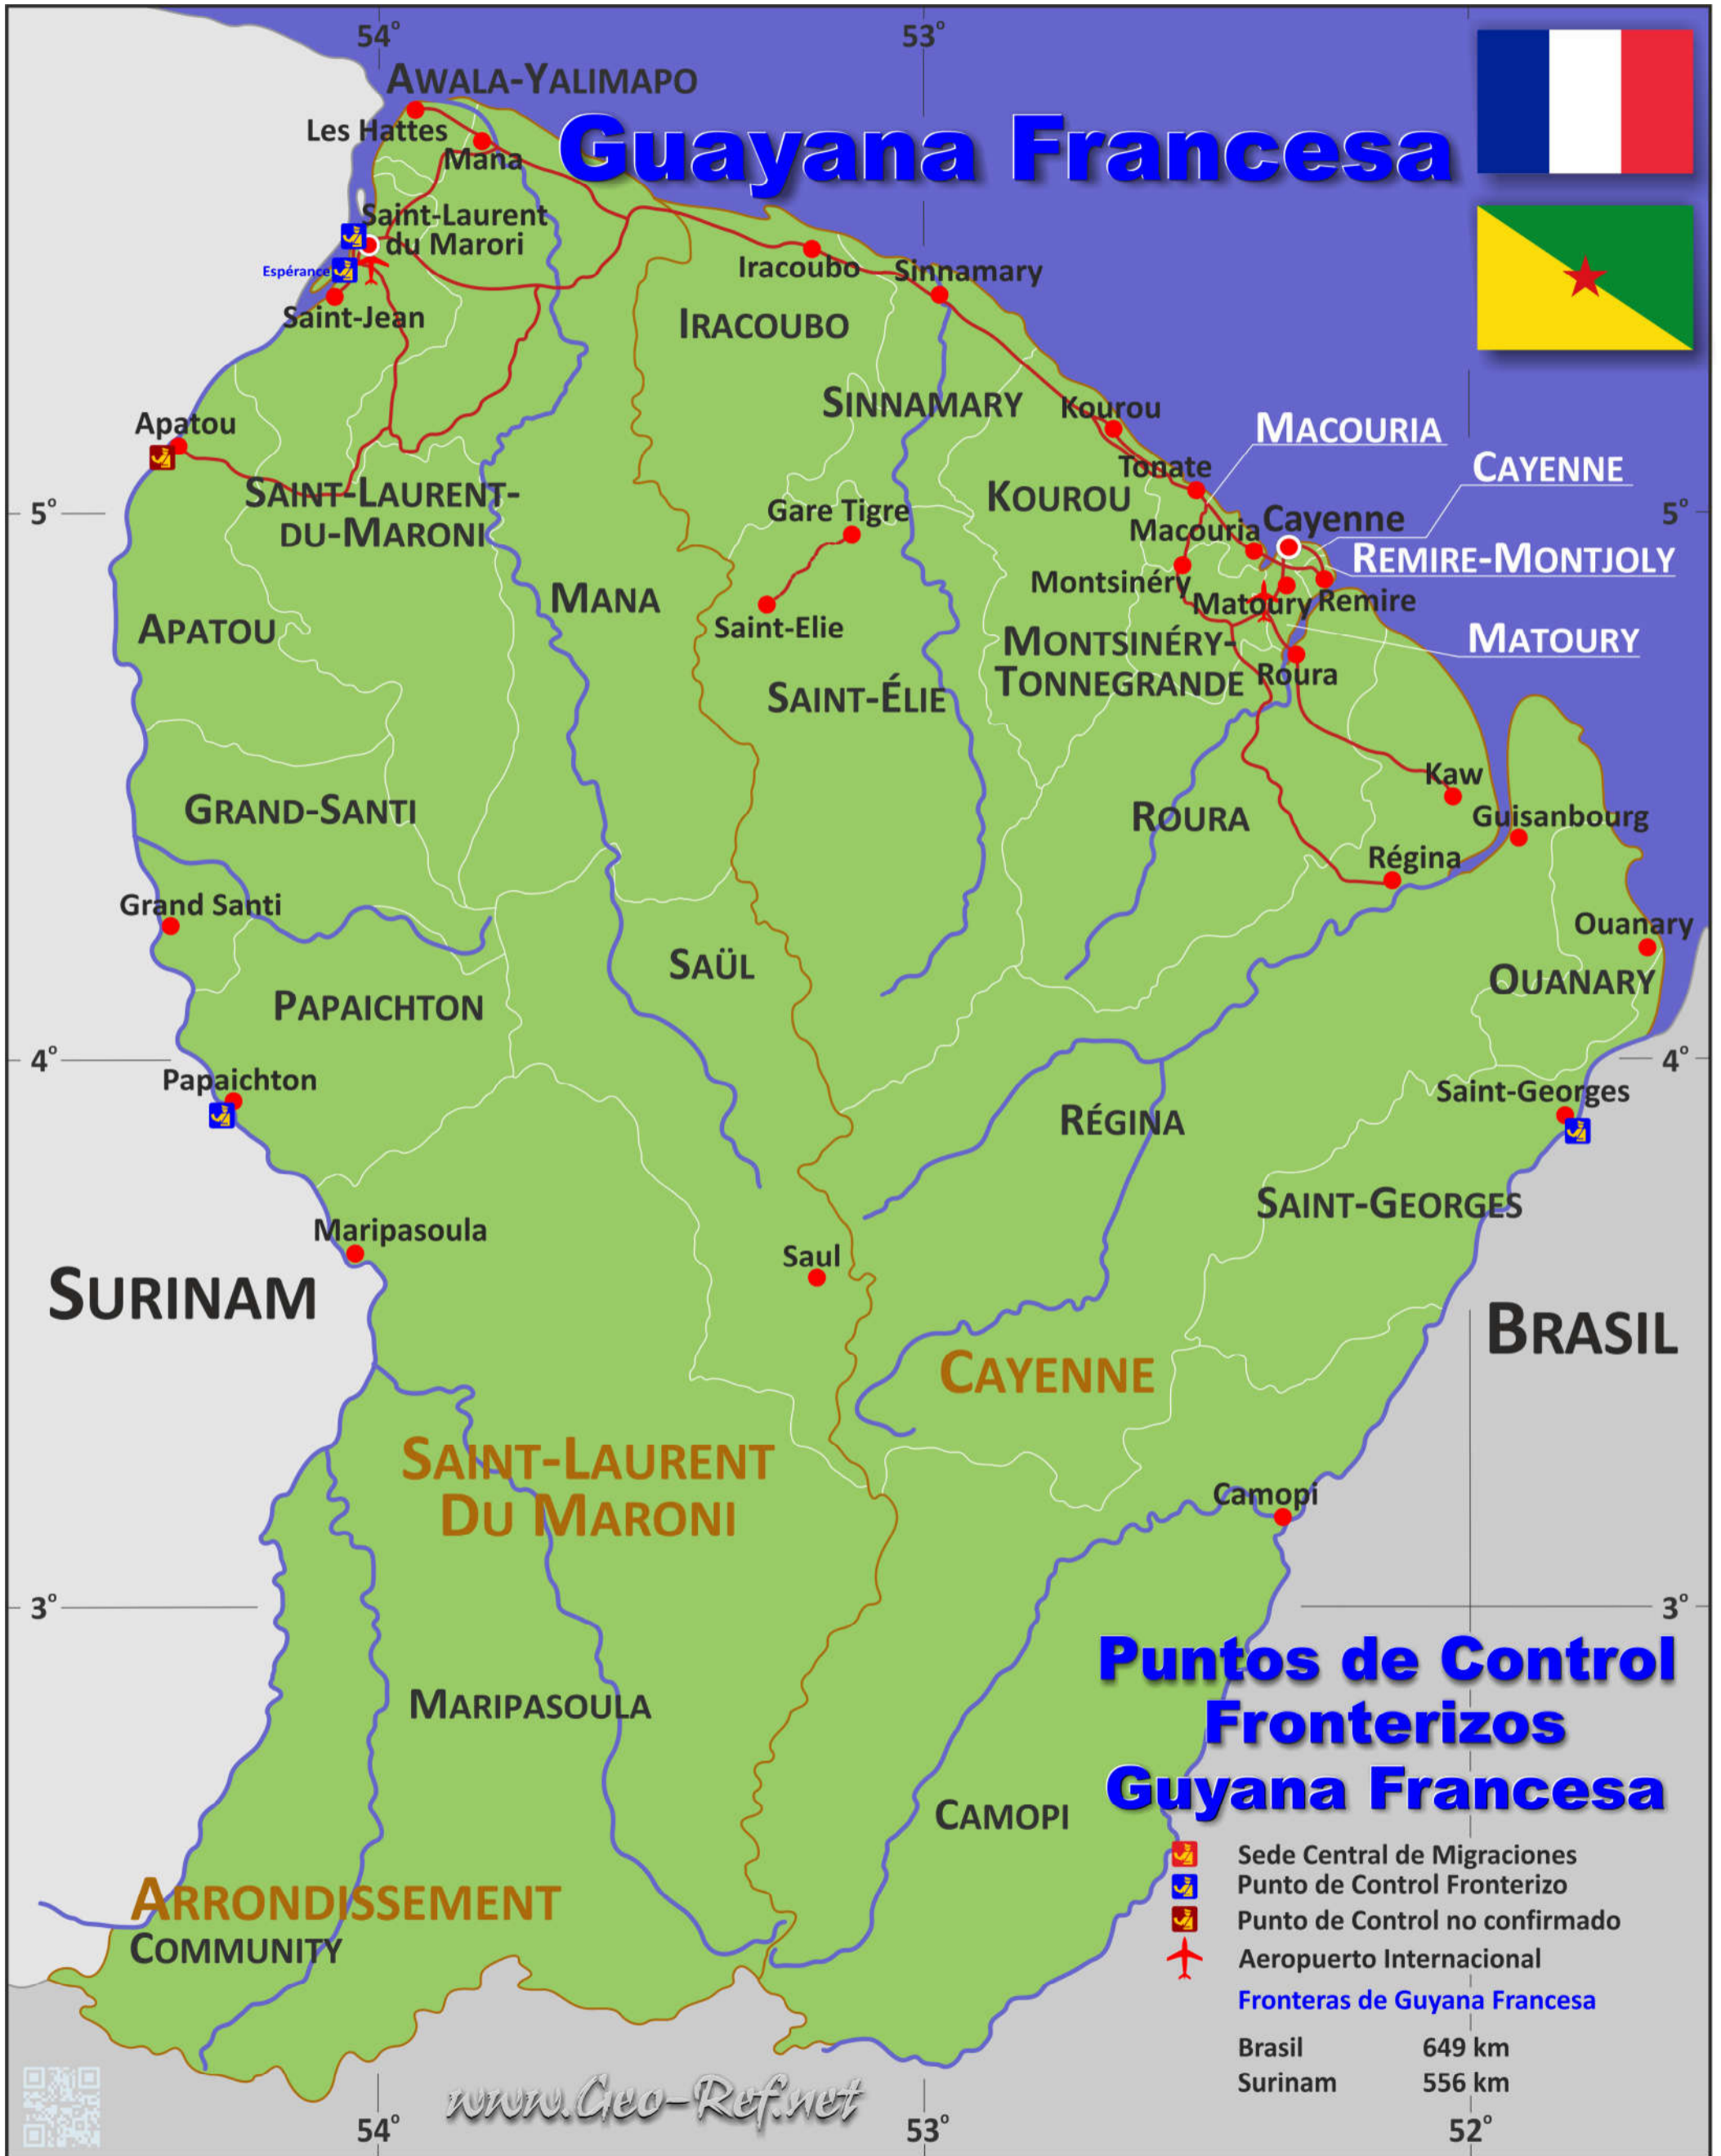 54°
53°
AWALA-YALIMAPO
Les Hattes
Mana
Guayana Francesa
Saint-Laurent
du Marori
Espérance
Saint-Jean
Iracoubo
Sinnamary
IRACOUBO
SINNAMARY
Kourou
MACOURIA
Apatou
Tonate
CAYENNE
SAINT-LAURENT-
DU-MARONI
KOUROU
5°
Gare Tigre
Macouria
Cayenne
5°
REMIRE-MONTJOLY
Montsinéry
Matoury
Remire
MANA
Saint-Elie
APATOU
MONTSINÉRY-
TONNEGRANDE
MATOURY
Roura
SAINT-ÉLIE
Kaw
GRAND-SANTI
ROURA
Guisanbourg
Régina
Grand Santi
Ouanary
SAÜL
OUANARY
PAPAICHTON
4°
4°
Papaichton
Saint-Georges
RÉGINA
SAINT-GEORGES
Maripasoula
Saul
SURINAM
BRASIL
CAYENNE
SAINT-LAURENT
DU MARONI
Camopi
3°
3°
Puntos de Control
Fronterizos
Guyana Francesa
MARIPASOULA
CAMOPI
Sede Central de Migraciones
Punto de Control Fronterizo
Punto de Control no confirmado
Aeropuerto Internacional
Fronteras de Guyana Francesa
Brasil 649 km
Surinam 556 km
ARRONDISSEMENT
COMMUNITY
www.Geo-Ref.net
54°
53°
52°